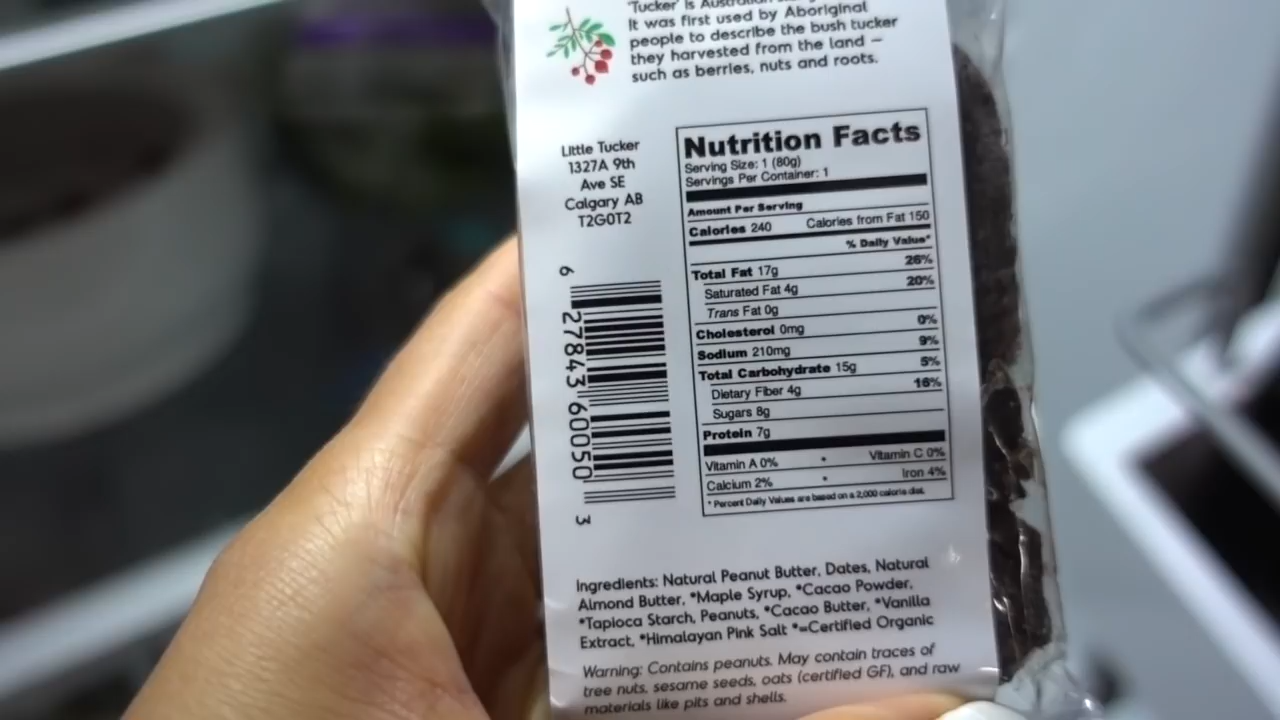 'Tucker' is
It was first used by Aboriginal
people to describe the bush tucker
they harvested from the land –
such as berries, nuts and roots.
Little Tucker
1327A 9th
Ave SE
Calgary AB
T2G0T2
6 27843 60050 3
Nutrition Facts
Serving Size: 1 (80g)
Servings Per Container: 1
Amount Per Serving
Calories 240 Calories from Fat 150
% Daily Value*
Total Fat 17g 26%
Saturated Fat 4g 20%
Trans Fat 0g
Cholesterol 0mg 0%
Sodium 210mg 9%
Total Carbohydrate 15g 5%
Dietary Fiber 4g 16%
Sugars 8g
Protein 7g
Vitamin A 0% • Vitamin C 0%
Calcium 2% • Iron 4%
* Percent Daily Values are based on a 2,000 calorie diet.
Ingredients: Natural Peanut Butter, Dates, Natural
Almond Butter, *Maple Syrup, *Cacao Powder,
*Tapioca Starch, Peanuts, *Cacao Butter, *Vanilla
Extract, *Himalayan Pink Salt *=Certified Organic
Warning: Contains peanuts. May contain traces of
tree nuts, sesame seeds, oats (certified GF), and raw
materials like pits and shells.